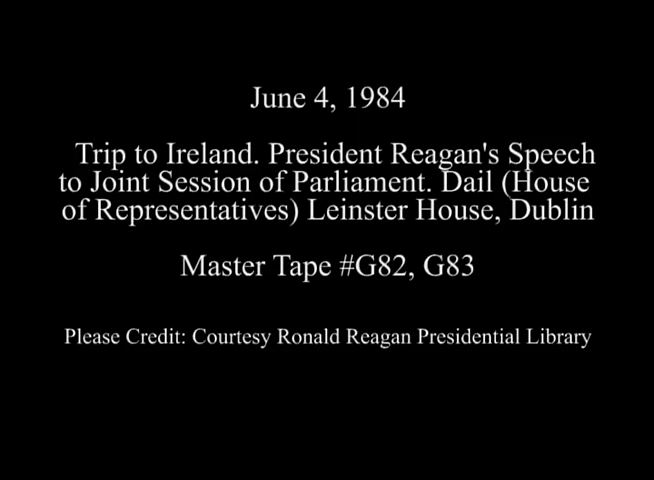 June 4, 1984
Trip to Ireland. President Reagan's Speech
to Joint Session of Parliament. Dail (House
of Representatives) Leinster House, Dublin
Master Tape #G82, G83
Please Credit: Courtesy Ronald Reagan Presidential Library